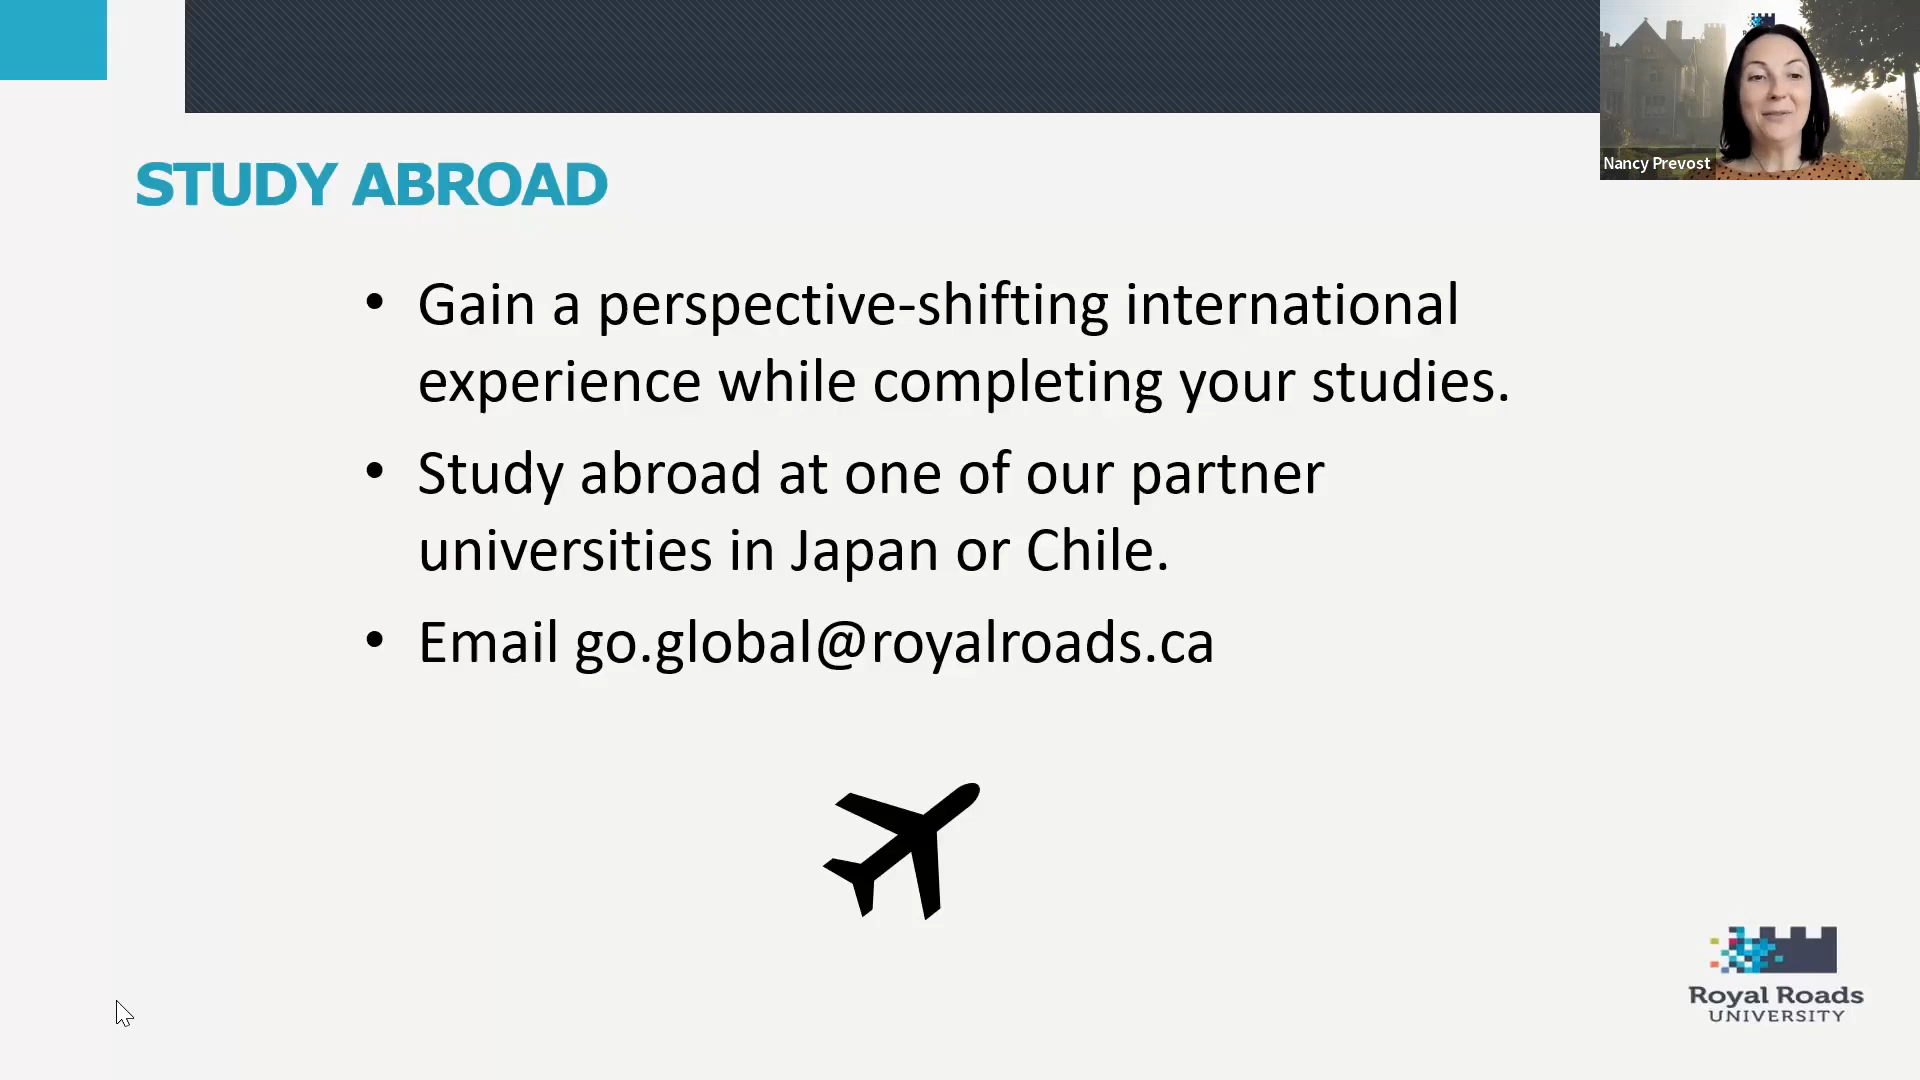 Nancy Prevost
STUDY ABROAD
• Gain a perspective-shifting international
experience while completing your studies.
• Study abroad at one of our partner
universities in Japan or Chile.
• Email go.global@royalroads.ca
Royal Roads
UNIVERSITY